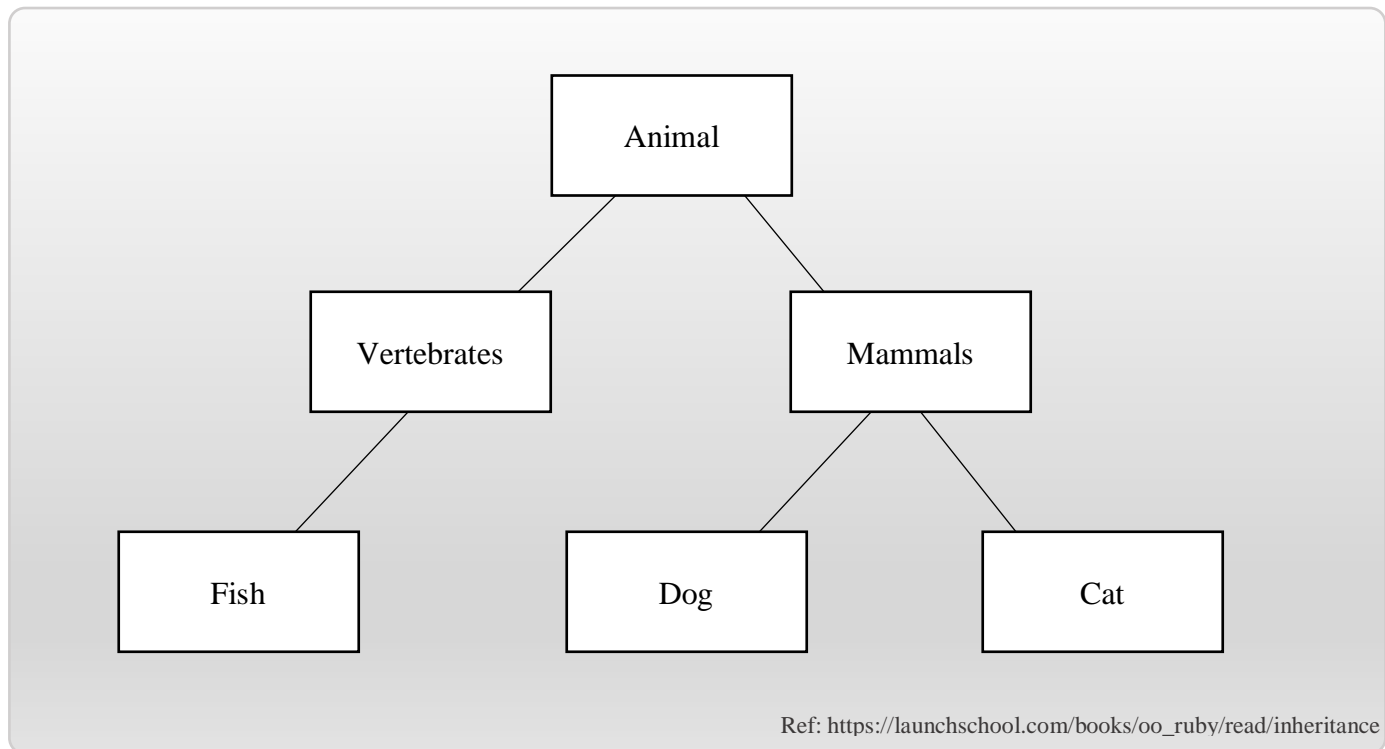 Animal
Vertebrates
Mammals
Fish
Dog
Cat
Ref: https://launchschool.com/books/oo_ruby/read/inheritance